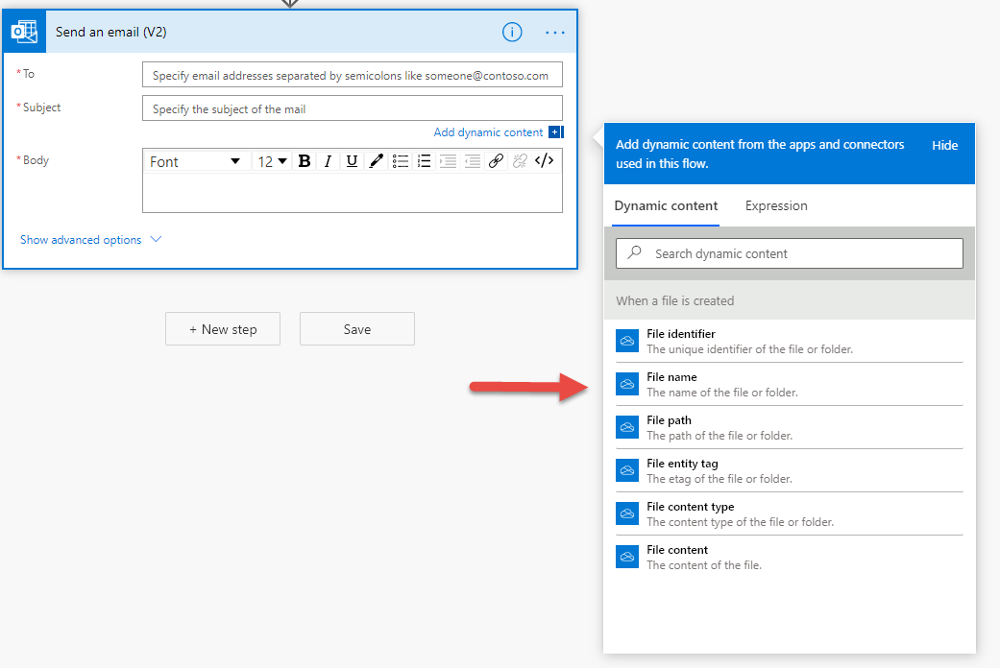 Send an email (V2)
*To
Specify email addresses separated by semicolons like someone@contoso.com
*Subject
Specify the subject of the mail
Add dynamic content
*Body
Font 12 B I U </>
Show advanced options
+ New step
Save
Add dynamic content from the apps and connectors
used in this flow.
Hide
Dynamic content Expression
Search dynamic content
When a file is created
File identifier
The unique identifier of the file or folder.
File name
The name of the file or folder.
File path
The path of the file or folder.
File entity tag
The etag of the file or folder.
File content type
The content type of the file or folder.
File content
The content of the file.